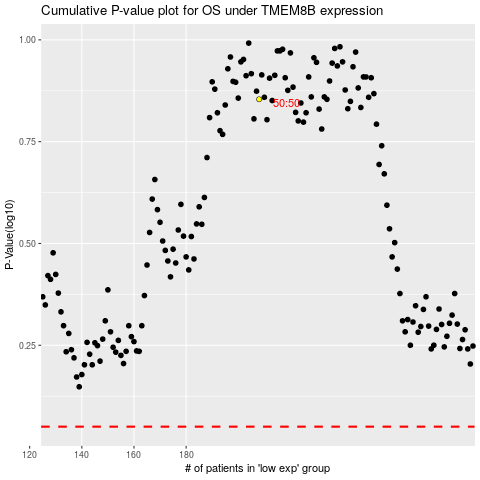 Cumulative P-value plot for OS under TMEM8B expression
1.00
50:50
0.75
P-Value(log10)
0.50
0.25
120 140 160 180
# of patients in 'low exp' group